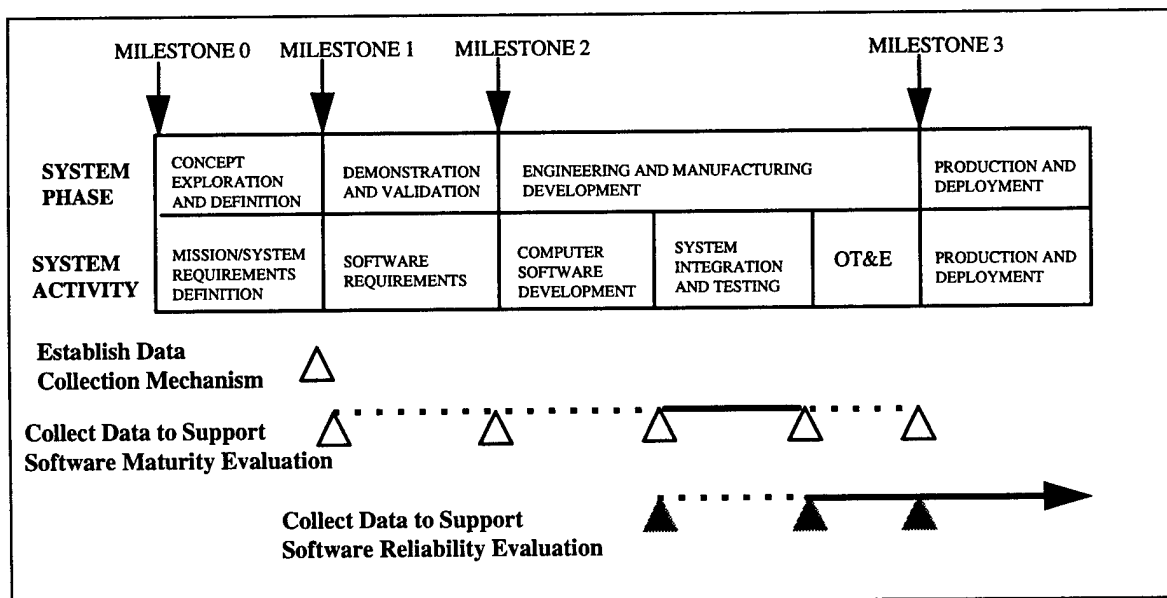 MILESTONE 0 MILESTONE 1 MILESTONE 2 MILESTONE 3
SYSTEM
PHASE
CONCEPT
EXPLORATION
AND DEFINITION
DEMONSTRATION
AND VALIDATION
ENGINEERING AND MANUFACTURING
DEVELOPMENT
PRODUCTION AND
DEPLOYMENT
SYSTEM
ACTIVITY
MISSION/SYSTEM
REQUIREMENTS
DEFINITION
SOFTWARE
REQUIREMENTS
COMPUTER
SOFTWARE
DEVELOPMENT
SYSTEM
INTEGRATION
AND TESTING
OT&E
PRODUCTION AND
DEPLOYMENT
Establish Data
Collection Mechanism
Collect Data to Support
Software Maturity Evaluation
Collect Data to Support
Software Reliability Evaluation